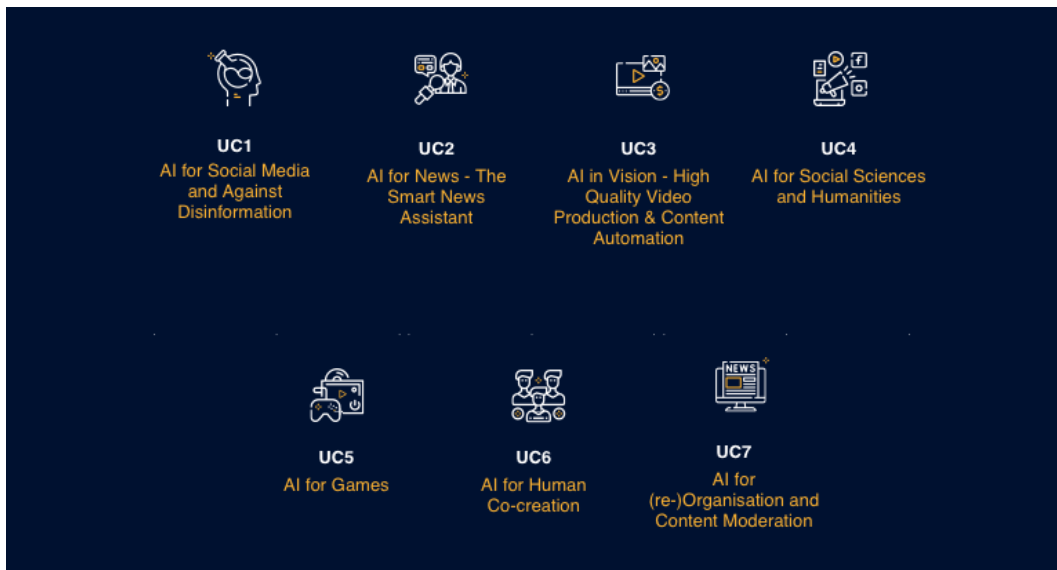 UC1
AI for Social Media
and Against
Disinformation
UC2
AI for News - The
Smart News
Assistant
UC3
AI in Vision - High
Quality Video
Production & Content
Automation
UC4
AI for Social Sciences
and Humanities
NEWS
UC5
AI for Games
UC6
AI for Human
Co-creation
UC7
AI for
(re-)Organisation and
Content Moderation